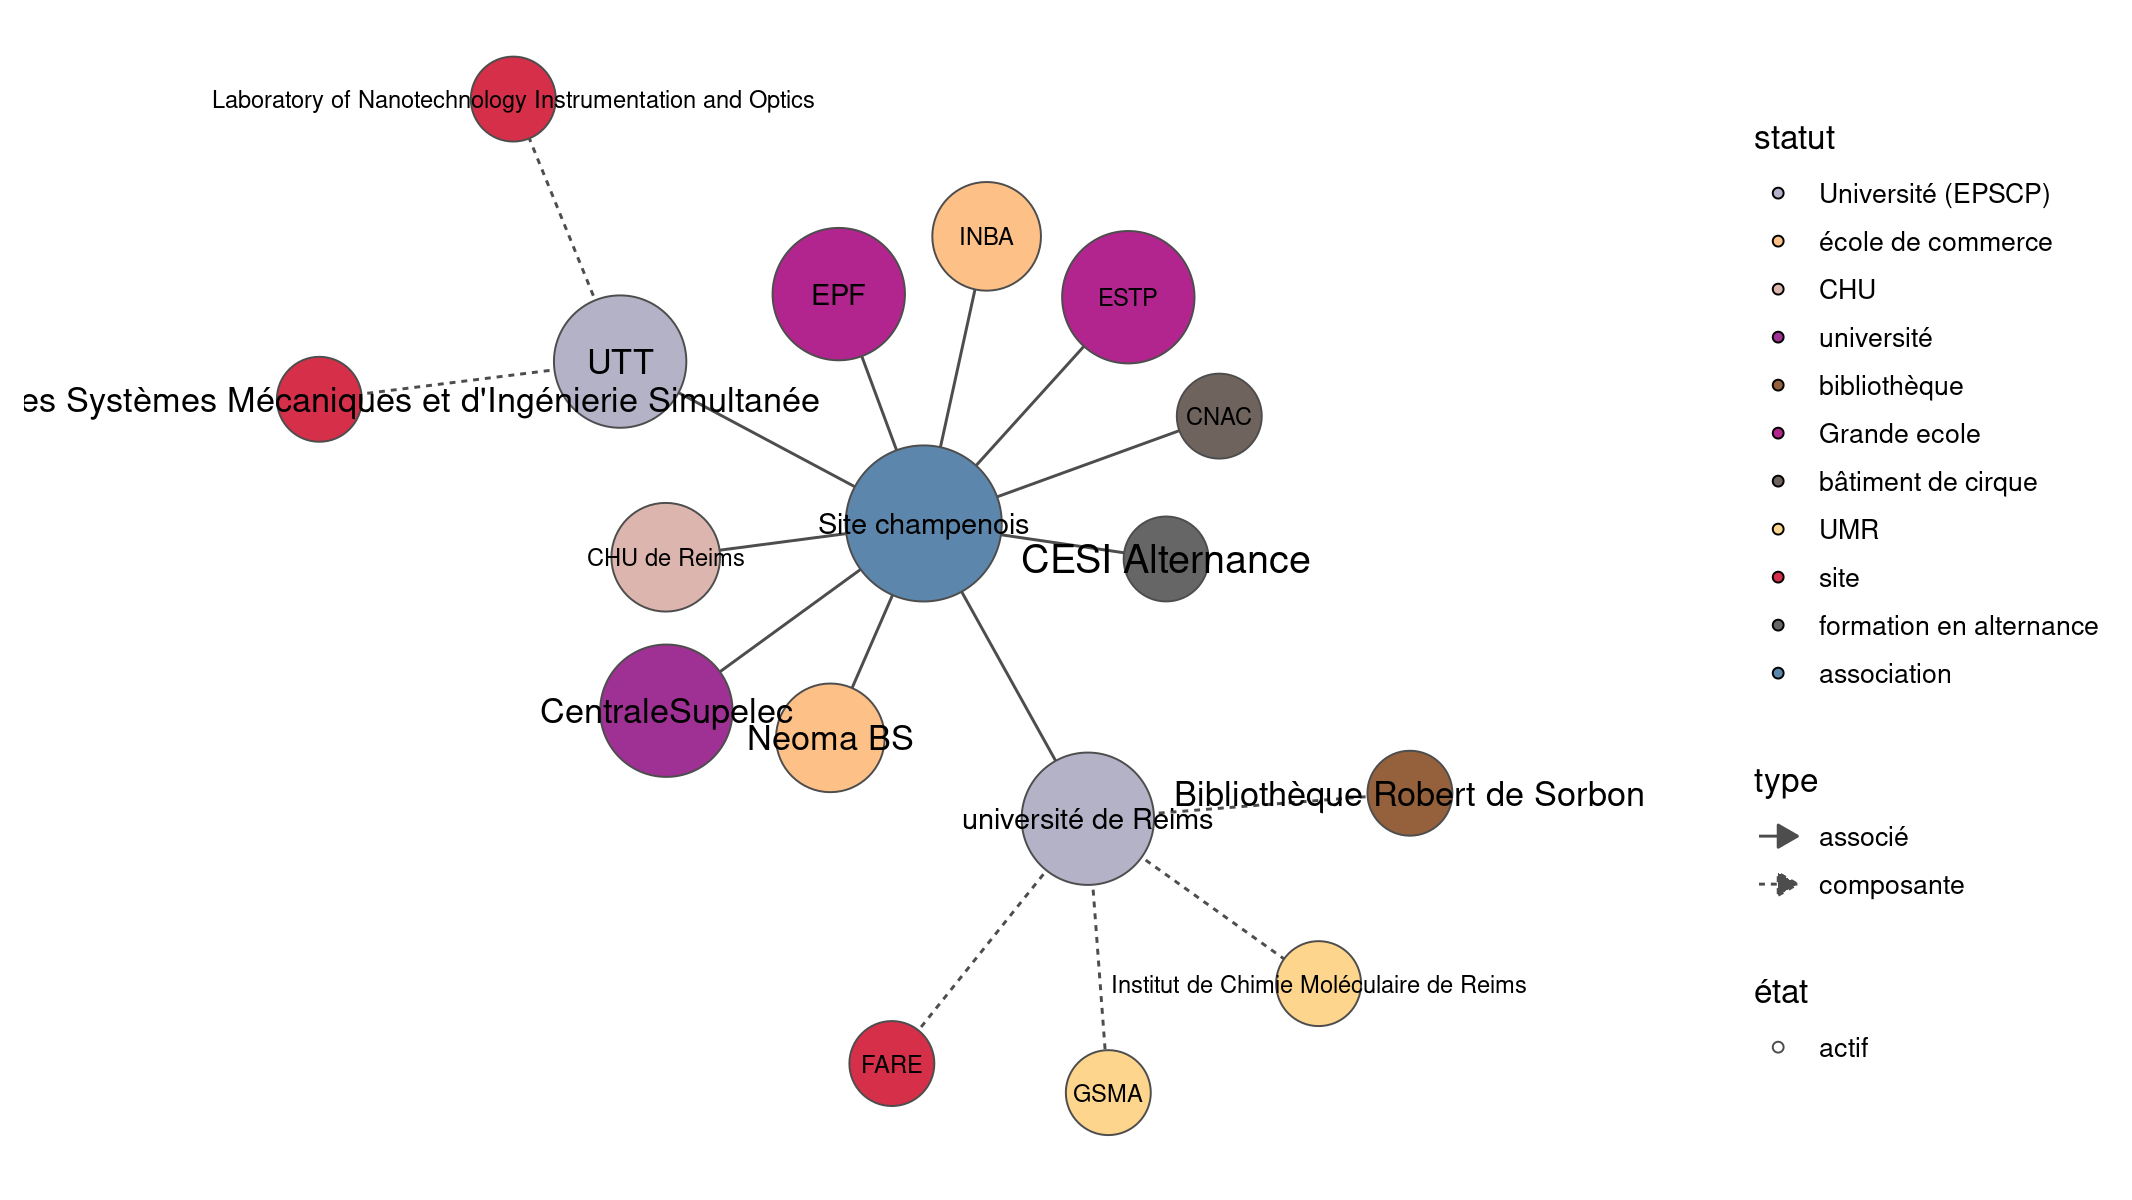 Laboratory of Nanotechnology Instrumentation and Optics
INBA
EPF
ESTP
UTT
es Systèmes Mécaniques et d'Ingénierie Simultanée
CNAC
Site champenois
CHU de Reims
CESI Alternance
CentraleSupelec
Neoma BS
Bibliothèque Robert de Sorbon
université de Reims
Institut de Chimie Moléculaire de Reims
FARE
GSMA
statut
Université (EPSCP)
école de commerce
CHU
université
bibliothèque
Grande ecole
bâtiment de cirque
UMR
site
formation en alternance
association
type
associé
composante
état
actif